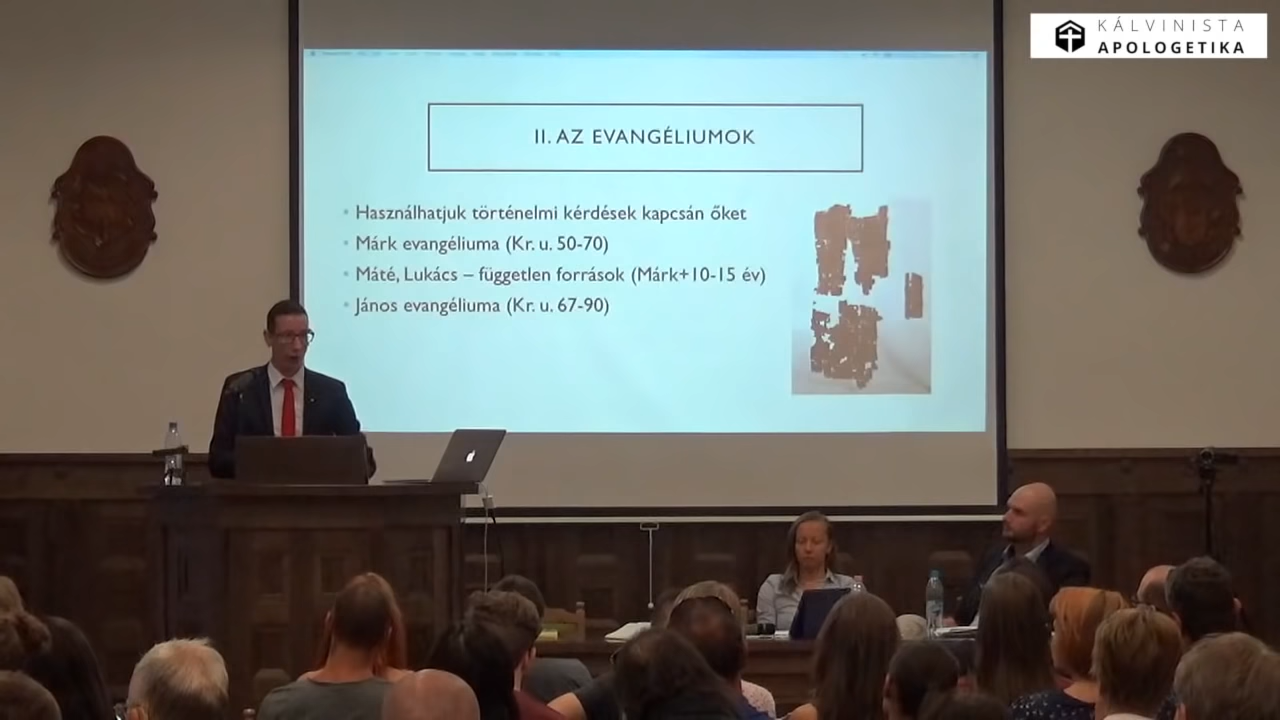 KÁLVINISTA
APOLOGETIKA
II. AZ EVANGÉLIUMOK
Használhatjuk történelmi kérdések kapcsán őket
Márk evangéliuma (Kr. u. 50-70)
Máté, Lukács – független források (Márk+10-15 év)
János evangéliuma (Kr. u. 67-90)